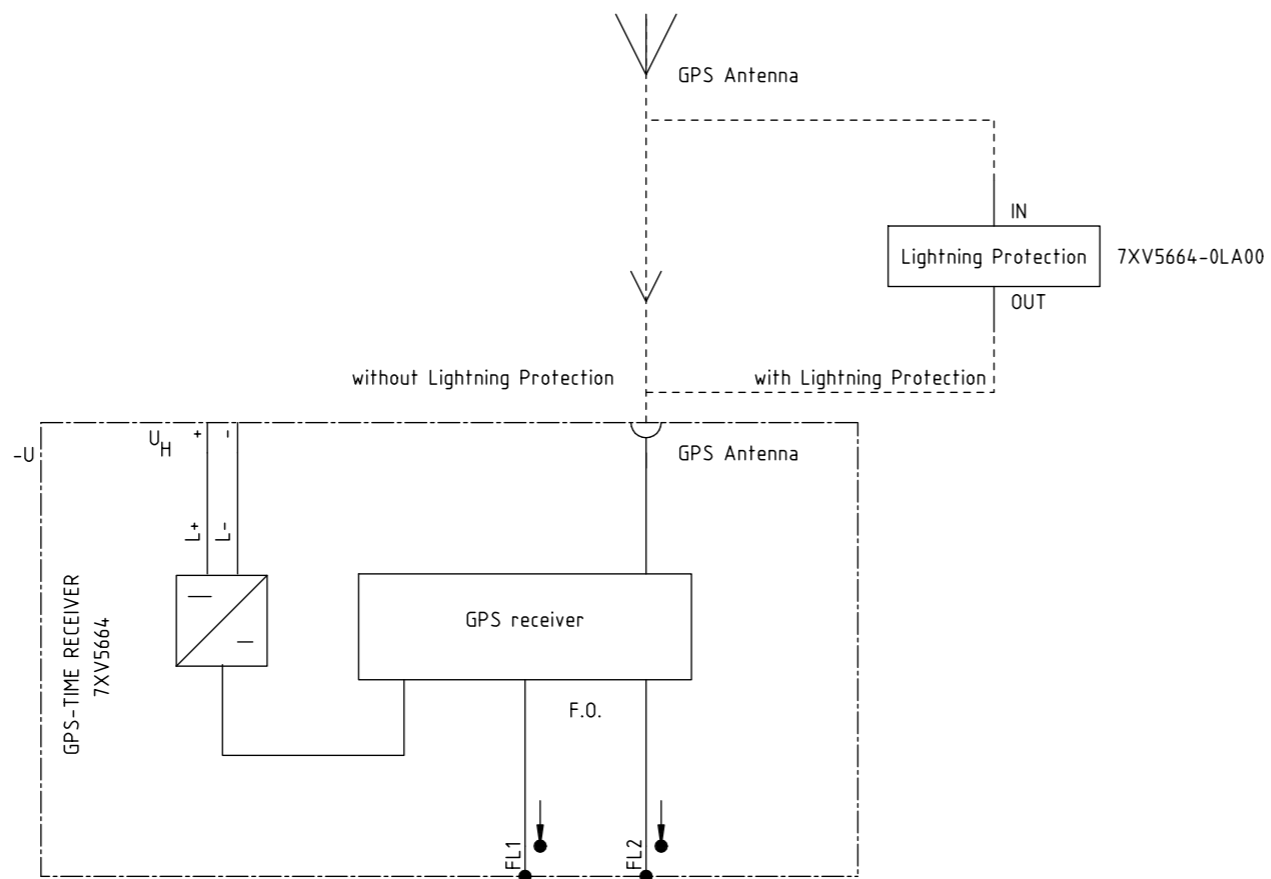 GPS Antenna
IN
Lightning Protection
7XV5664-0LA00
OUT
without Lightning Protection
with Lightning Protection
-U
UH
+
-
GPS Antenna
L+
L-
GPS-TIME RECEIVER
7XV5664
GPS receiver
F.O.
FL1
FL2